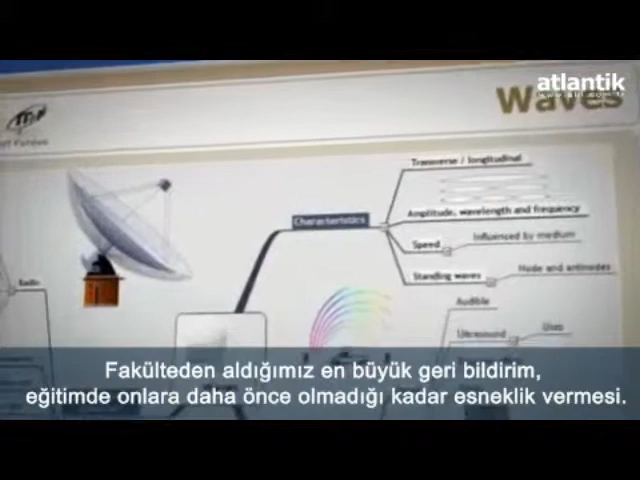 atlantik
Waves
Transverse / longitudinal
Characteristics
Amplitude, wavelength and frequency
Speed
Influenced by medium
Standing waves
Node and antinodes
Radio
Audible
Ultrasound
Uses
Fakülteden aldığımız en büyük geri bildirim,
eğitimde onlara daha önce olmadığı kadar esneklik vermesi.